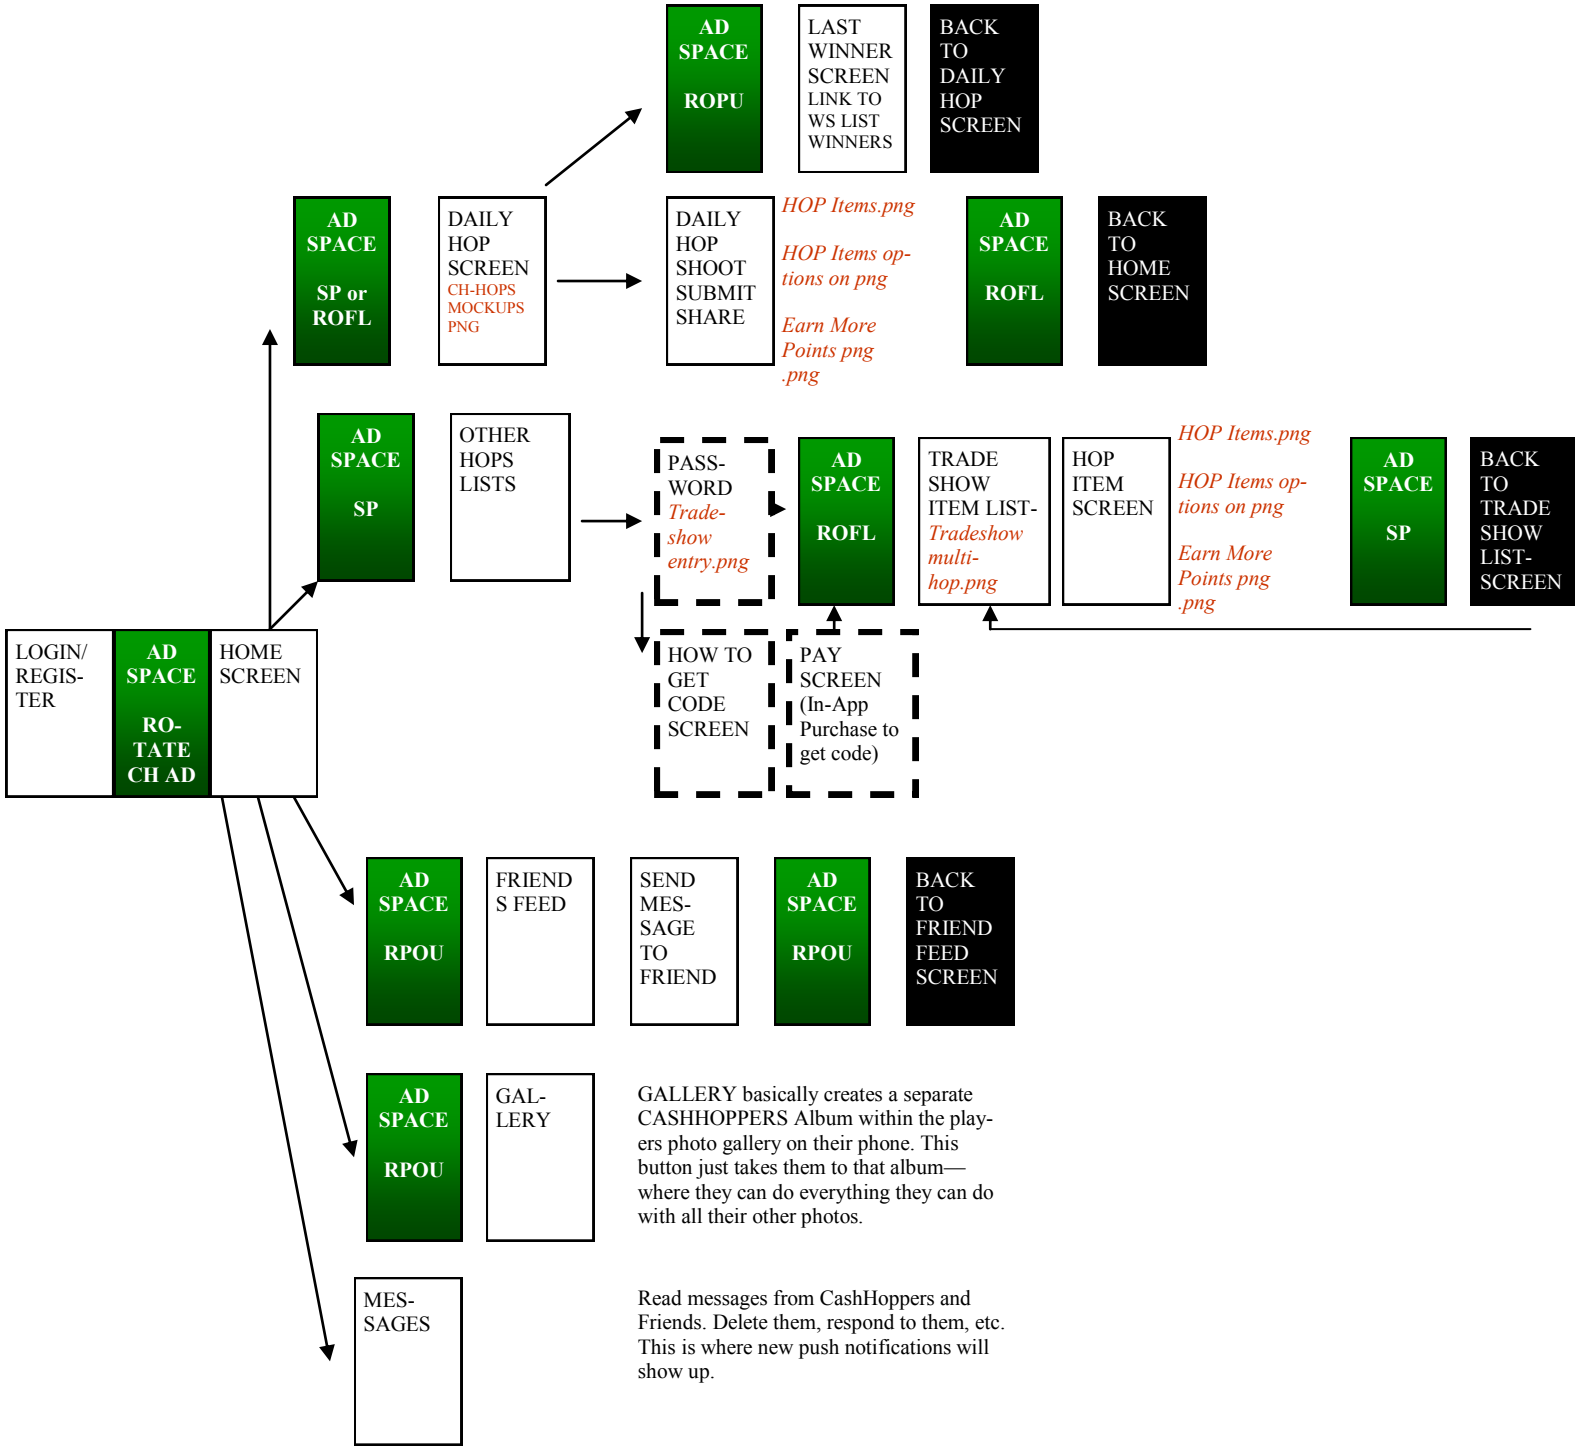 AD
SPACE
ROPU
LAST
WINNER
SCREEN
LINK TO
WS LIST
WINNERS
BACK
TO
DAILY
HOP
SCREEN
AD
SPACE
SP or
ROFL
DAILY
HOP
SCREEN
CH-HOPS
MOCKUPS
PNG
DAILY
HOP
SHOOT
SUBMIT
SHARE
HOP Items.png
HOP Items op-
tions on png
Earn More
Points png
.png
AD
SPACE
ROFL
BACK
TO
HOME
SCREEN
AD
SPACE
SP
OTHER
HOPS
LISTS
PASS-
WORD
Trade-
show
entry.png
AD
SPACE
ROFL
TRADE
SHOW
ITEM LIST-
Tradeshow
multi-
hop.png
HOP
ITEM
SCREEN
HOP Items.png
HOP Items op-
tions on png
Earn More
Points png
.png
AD
SPACE
SP
BACK
TO
TRADE
SHOW
LIST-
SCREEN
LOGIN/
REGIS-
TER
AD
SPACE
RO-
TATE
CH AD
HOME
SCREEN
HOW TO
GET
CODE
SCREEN
PAY
SCREEN
(In-App
Purchase to
get code)
AD
SPACE
RPOU
FRIEND
S FEED
SEND
MES-
SAGE
TO
FRIEND
AD
SPACE
RPOU
BACK
TO
FRIEND
FEED
SCREEN
AD
SPACE
RPOU
GAL-
LERY
GALLERY basically creates a separate
CASHHOPPERS Album within the play-
ers photo gallery on their phone. This
button just takes them to that album—
where they can do everything they can do
with all their other photos.
MES-
SAGES
Read messages from CashHoppers and
Friends. Delete them, respond to them, etc.
This is where new push notifications will
show up.